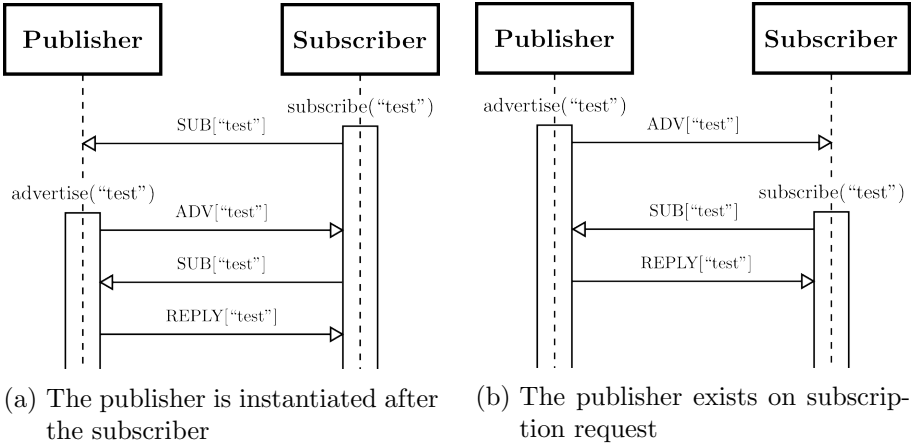 Publisher
Subscriber
subscribe(“test”)
SUB[“test”]
advertise(“test”)
ADV[“test”]
SUB[“test”]
REPLY[“test”]
(a) The publisher is instantiated after
the subscriber
Publisher
Subscriber
advertise(“test”)
ADV[“test”]
subscribe(“test”)
SUB[“test”]
REPLY[“test”]
(b) The publisher exists on subscrip-
tion request